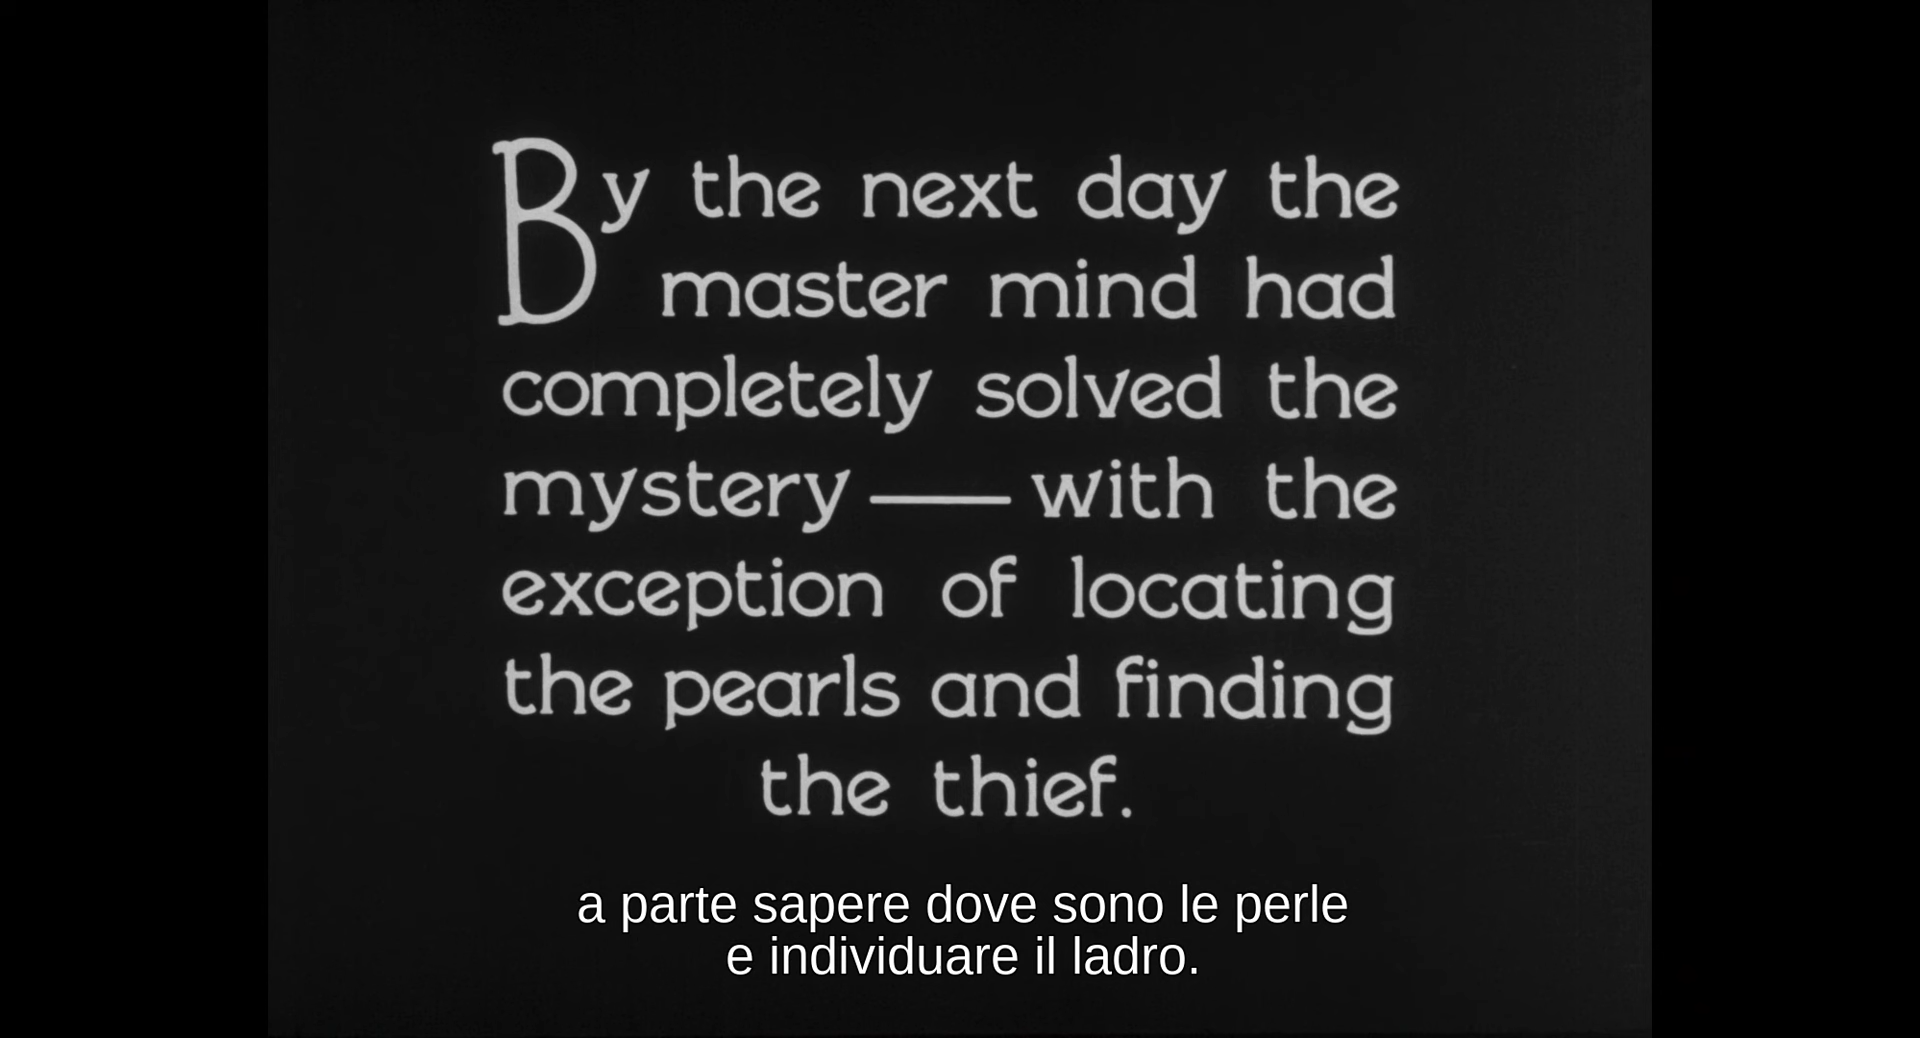 By the next day the
master mind had
completely solved the
mystery — with the
exception of locating
the pearls and finding
the thief.
a parte sapere dove sono le perle
e individuare il ladro.